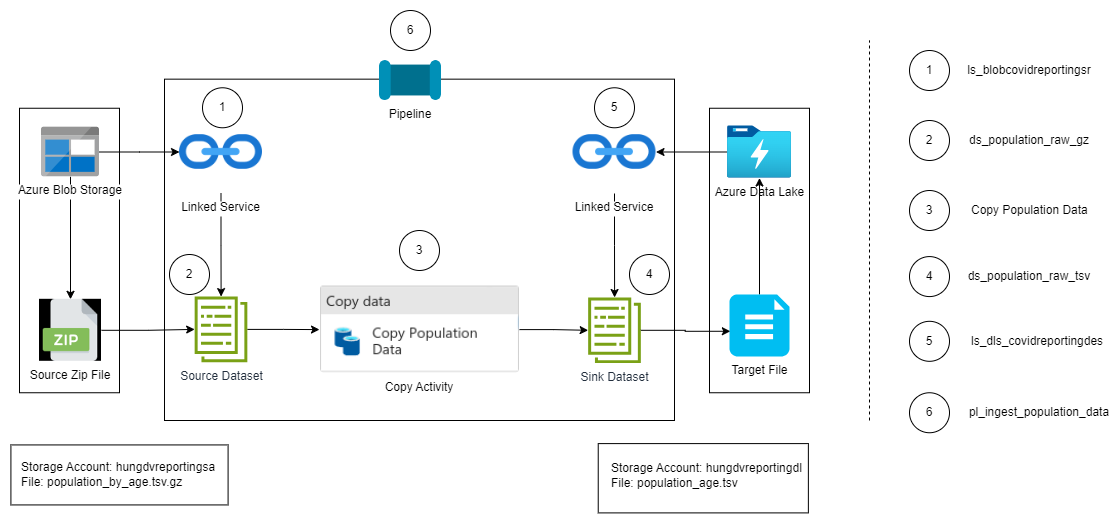 6
Pipeline
1
5
Azure Blob Storage
Linked Service
Linked Service
Azure Data Lake
3
2
4
Copy data
Copy Population
Data
ZIP
Source Zip File
Source Dataset
Copy Activity
Sink Dataset
Target File
Storage Account: hungdvreportingsa
File: population_by_age.tsv.gz
Storage Account: hungdvreportingdl
File: population_age.tsv
1 ls_blobcovidreportingsr
2 ds_population_raw_gz
3 Copy Population Data
4 ds_population_raw_tsv
5 ls_dls_covidreportingdes
6 pl_ingest_population_data